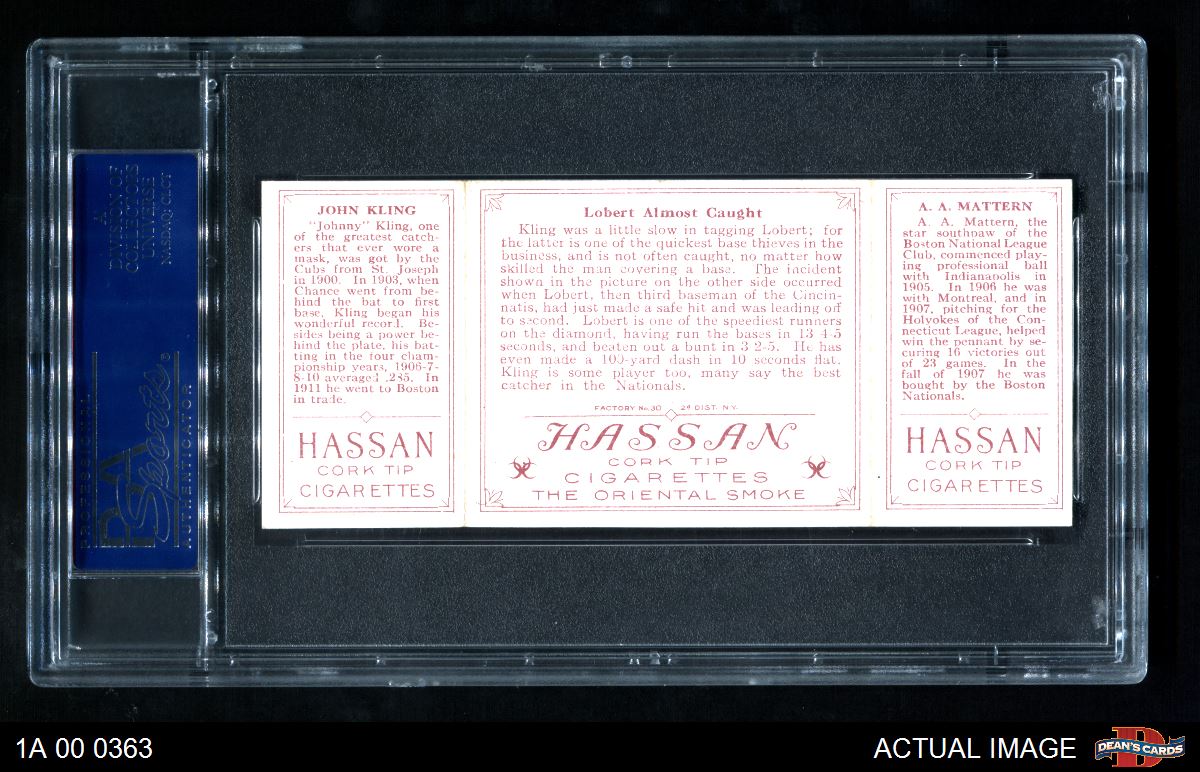 A
DIVISION OF
COLLECTORS
UNIVERSE
NASDAQ: CLCT
PROFESSIONAL
PSA
Sports
AUTHENTICATOR
JOHN KLING
"Johnny" Kling, one
of the greatest catch-
ers that ever wore a
mask, was got by the
Cubs from St. Joseph
in 1900. In 1903, when
Chance went from be-
hind the bat to first
base, Kling began his
wonderful record. Be-
sides being a power be-
hind the plate, his bat-
ting in the four cham-
pionship years, 1906-7-
8-10 averaged .285. In
1911 he went to Boston
in trade.
HASSAN
CORK TIP
CIGARETTES
Lobert Almost Caught
Kling was a little slow in tagging Lobert; for
the latter is one of the quickest base thieves in the
business, and is not often caught, no matter how
skilled the man covering a base. The incident
shown in the picture on the other side occurred
when Lobert, then third baseman of the Cincin-
natis, had just made a safe hit and was leading off
to second. Lobert is one of the speediest runners
on the diamond, having run the bases in 13 4-5
seconds, and beaten out a bunt in 3 2-5. He has
even made a 100-yard dash in 10 seconds flat.
Kling is some player too, many say the best
catcher in the Nationals.
FACTORY No. 30 2d DIST. N.Y.
HASSAN
CORK TIP
CIGARETTES
THE ORIENTAL SMOKE
A. A. MATTERN
A. A. Mattern, the
star southpaw of the
Boston National League
Club, commenced play-
ing professional ball
with Indianapolis in
1905. In 1906 he was
with Montreal, and in
1907, pitching for the
Holyokes of the Con-
necticut League, helped
win the pennant by se-
curing 16 victories out
of 23 games. In the
fall of 1907 he was
bought by the Boston
Nationals.
HASSAN
CORK TIP
CIGARETTES
1A 00 0363
ACTUAL IMAGE
D
DEAN'S CARDS